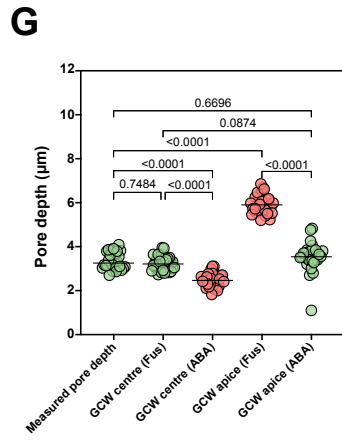 G
12
10
8
6
4
2
0
Pore depth (µm)
0.6696
0.0874
<0.0001
<0.0001
<0.0001
0.7484
<0.0001
Measured pore depth
GCW centre (Fus)
GCW centre (ABA)
GCW apice (Fus)
GCW apice (ABA)